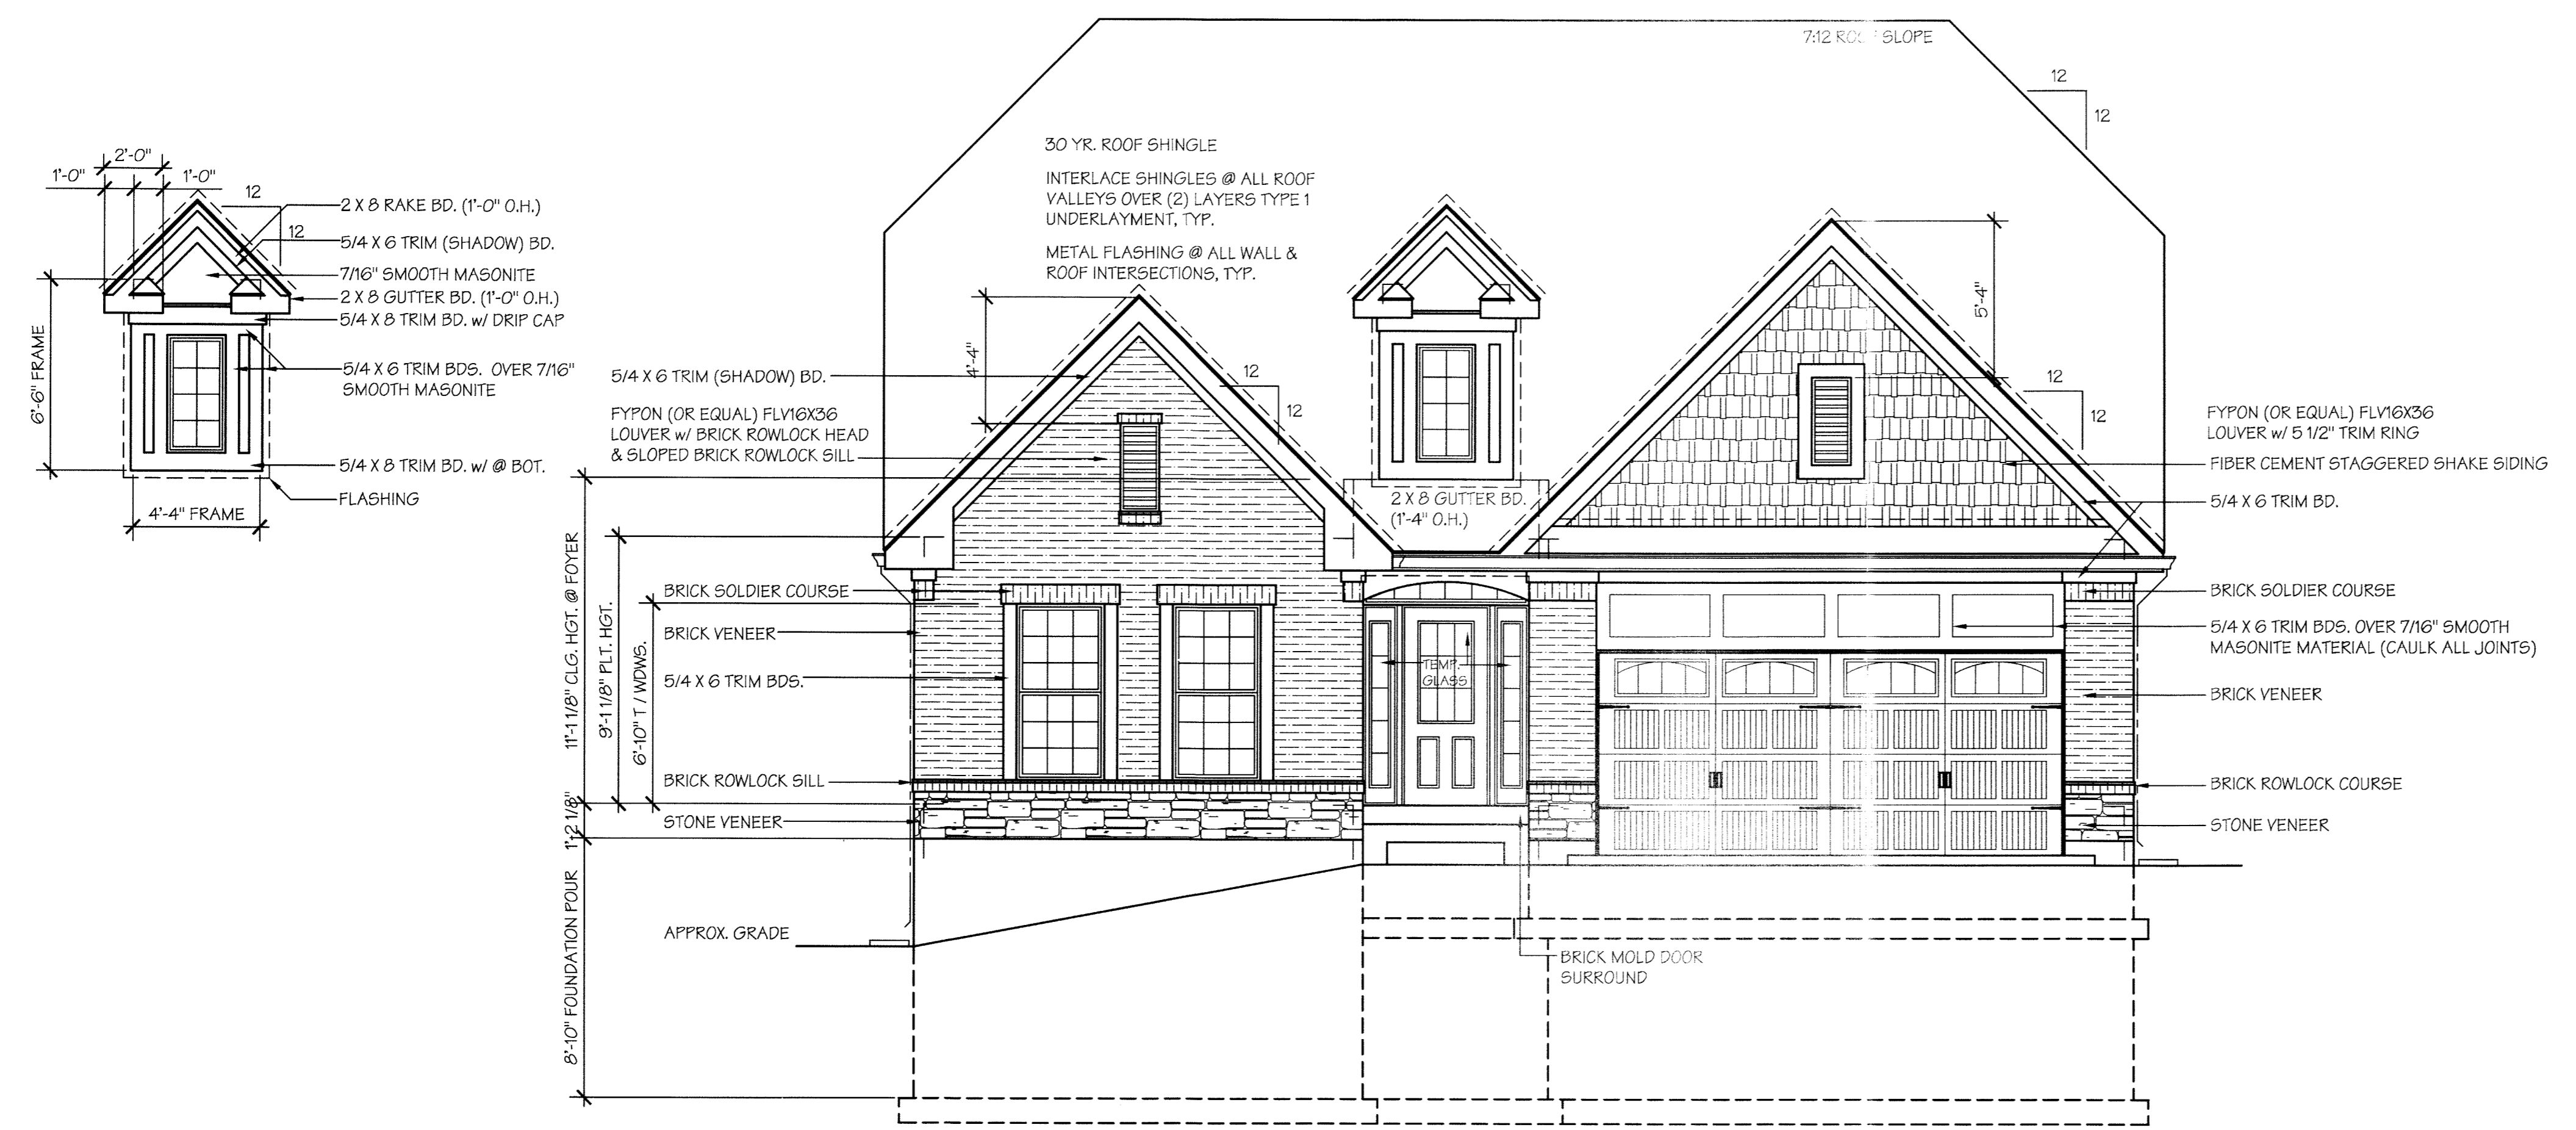 7:12 ROOF SLOPE
12
12
30 YR. ROOF SHINGLE
INTERLACE SHINGLES @ ALL ROOF
VALLEYS OVER (2) LAYERS TYPE 1
UNDERLAYMENT, TYP.
METAL FLASHING @ ALL WALL &
ROOF INTERSECTIONS, TYP.
2'-0"
1'-0"
1'-0"
12
12
2 X 8 RAKE BD. (1'-0" O.H.)
5/4 X 6 TRIM (SHADOW) BD.
7/16" SMOOTH MASONITE
2 X 8 GUTTER BD. (1'-0" O.H.)
5/4 X 8 TRIM BD. w/ DRIP CAP
5/4 X 6 TRIM BDS. OVER 7/16"
SMOOTH MASONITE
5/4 X 8 TRIM BD. w/ @ BOT.
FLASHING
6'-6" FRAME
4'-4" FRAME
4'-4"
5/4 X 6 TRIM (SHADOW) BD.
FYPON (OR EQUAL) FLV16X36
LOUVER w/ BRICK ROWLOCK HEAD
& SLOPED BRICK ROWLOCK SILL
12
12
2 X 8 GUTTER BD.
(1'-4" O.H.)
5'-4"
12
12
FYPON (OR EQUAL) FLV16X36
LOUVER w/ 5 1/2" TRIM RING
FIBER CEMENT STAGGERED SHAKE SIDING
5/4 X 6 TRIM BD.
BRICK SOLDIER COURSE
5/4 X 6 TRIM BDS. OVER 7/16" SMOOTH
MASONITE MATERIAL (CAULK ALL JOINTS)
BRICK VENEER
BRICK ROWLOCK COURSE
STONE VENEER
11'-1 1/8" CLG. HGT. @ FOYER
9'-1 1/8" PLT. HGT.
6'-10" T / WDWS.
1'-2 1/8"
8'-10" FOUNDATION POUR
BRICK SOLDIER COURSE
BRICK VENEER
5/4 X 6 TRIM BDS.
BRICK ROWLOCK SILL
STONE VENEER
TEMP.
GLASS
APPROX. GRADE
BRICK MOLD DOOR
SURROUND